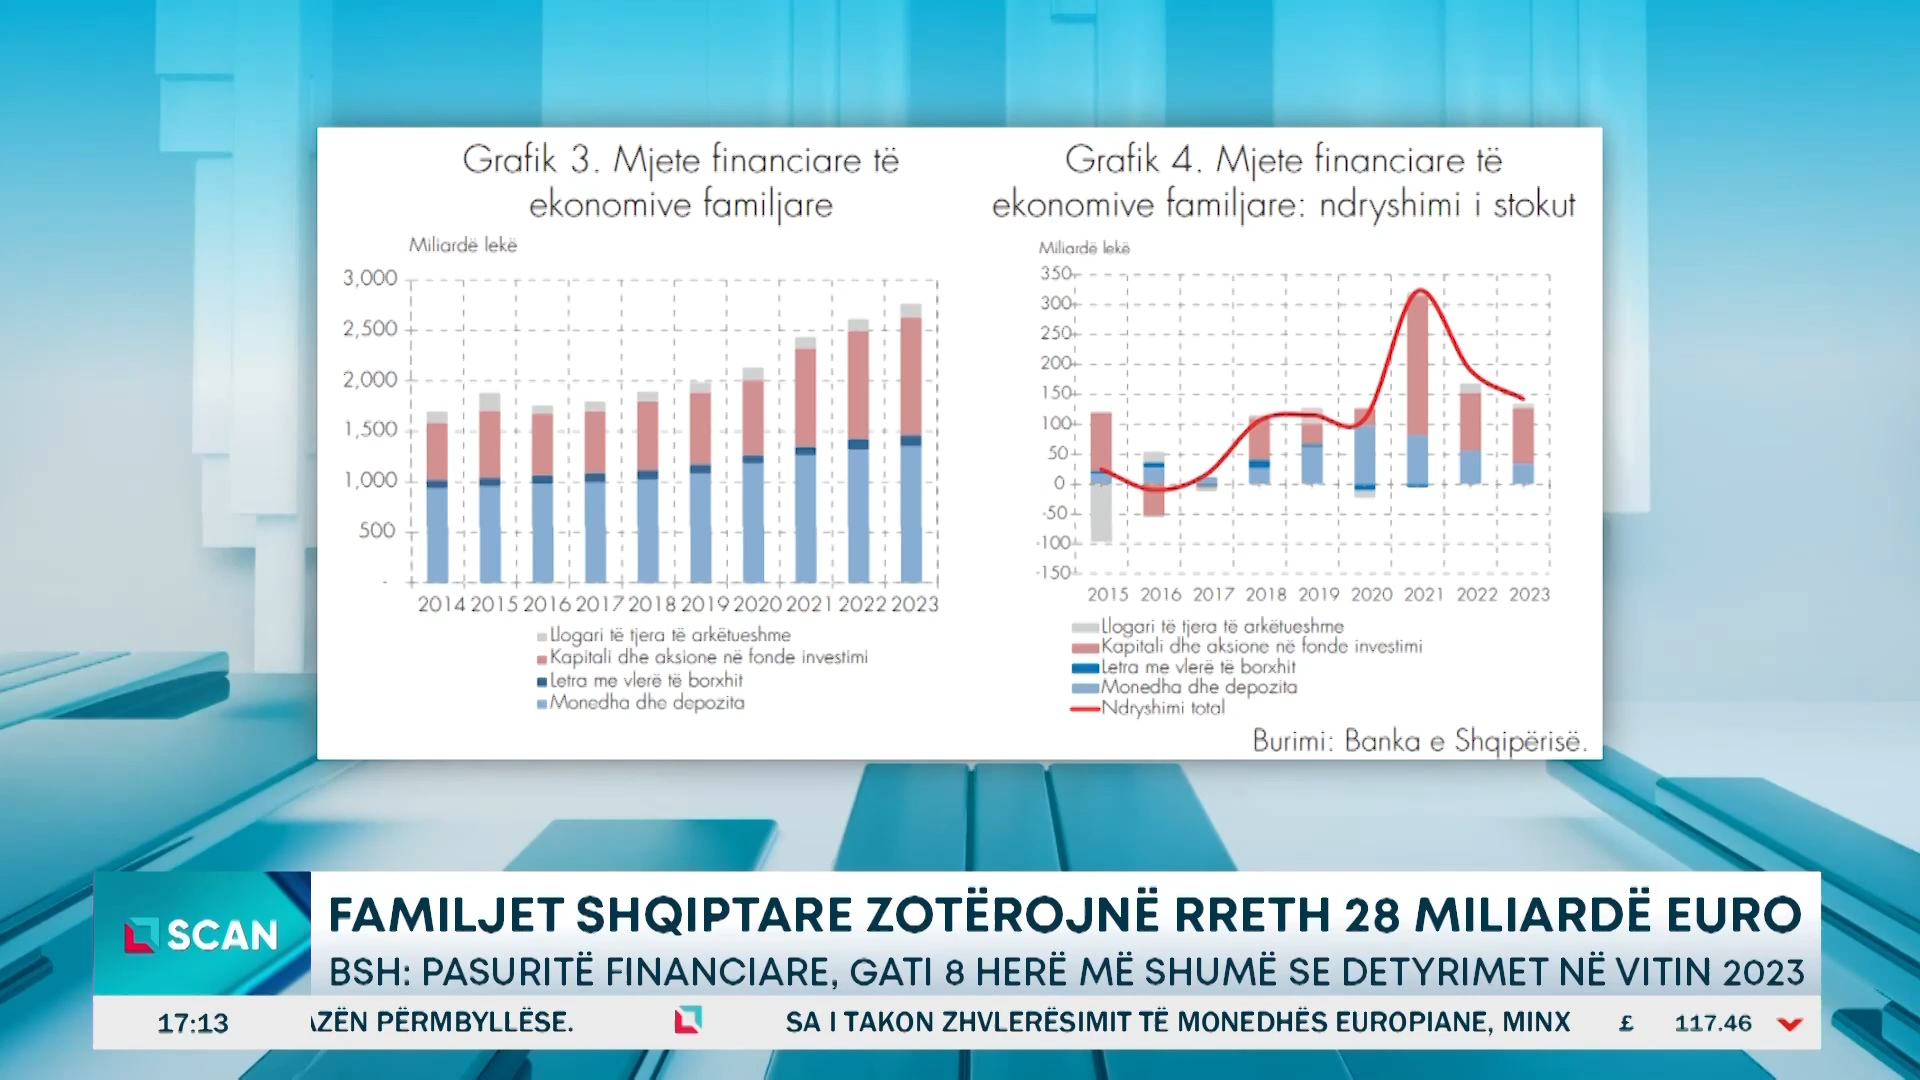 Grafik 3. Mjete financiare të
ekonomive familjare
Miliardë lekë
3,000
2,500
2,000
1,500
1,000
500
-
2014 2015 2016 2017 2018 2019 2020 2021 2022 2023
Llogari të tjera të arkëtueshme
Kapitali dhe aksione në fonde investimi
Letra me vlerë të borxhit
Monedha dhe depozita
Grafik 4. Mjete financiare të
ekonomive familjare: ndryshimi i stokut
Miliardë lekë
350
300
250
200
150
100
50
0
-50
-100
-150
2015 2016 2017 2018 2019 2020 2021 2022 2023
Llogari të tjera të arkëtueshme
Kapitali dhe aksione në fonde investimi
Letra me vlerë të borxhit
Monedha dhe depozita
Ndryshimi total
Burimi: Banka e Shqipërisë.
SCAN
FAMILJET SHQIPTARE ZOTËROJNË RRETH 28 MILIARDË EURO
BSH: PASURITË FINANCIARE, GATI 8 HERË MË SHUMË SE DETYRIMET NË VITIN 2023
17:13 AZËN PËRMBYLLËSE. SA I TAKON ZHVLERËSIMIT TË MONEDHËS EUROPIANE, MINX £ 117.46